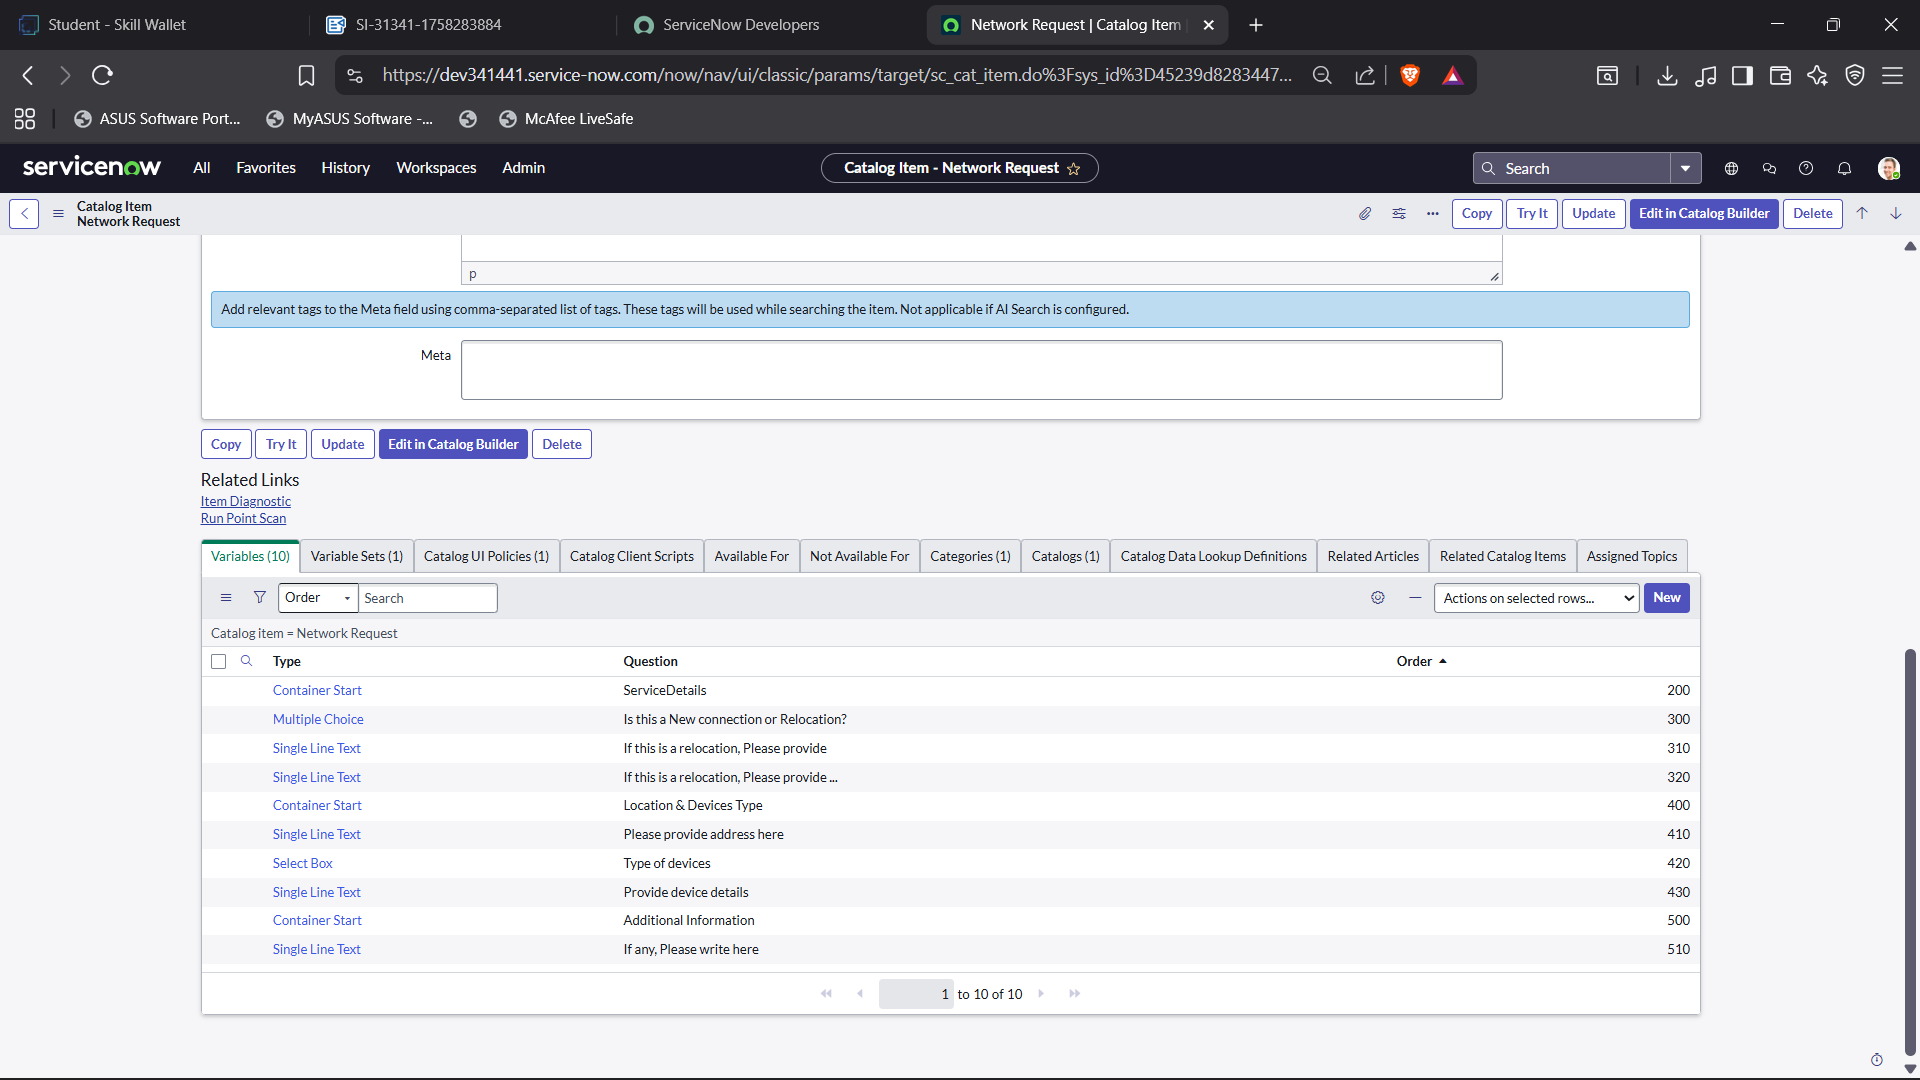 Student - Skill Wallet
SI-31341-1758283884
ServiceNow Developers
Network Request | Catalog Item
https://dev341441.service-now.com/now/nav/ui/classic/params/target/sc_cat_item.do%3Fsys_id%3D45239d8283447...
ASUS Software Port...
MyASUS Software -...
McAfee LiveSafe
servicenow
All
Favorites
History
Workspaces
Admin
Catalog Item - Network Request
Search
Catalog Item
Network Request
Copy
Try It
Update
Edit in Catalog Builder
Delete
p
Add relevant tags to the Meta field using comma-separated list of tags. These tags will be used while searching the item. Not applicable if AI Search is configured.
Meta
Copy
Try It
Update
Edit in Catalog Builder
Delete
Related Links
Item Diagnostic
Run Point Scan
Variables (10)
Variable Sets (1)
Catalog UI Policies (1)
Catalog Client Scripts
Available For
Not Available For
Categories (1)
Catalogs (1)
Catalog Data Lookup Definitions
Related Articles
Related Catalog Items
Assigned Topics
Order
Search
Actions on selected rows...
New
Catalog item = Network Request
Type Question Order
Container Start ServiceDetails 200
Multiple Choice Is this a New connection or Relocation? 300
Single Line Text If this is a relocation, Please provide 310
Single Line Text If this is a relocation, Please provide ... 320
Container Start Location & Devices Type 400
Single Line Text Please provide address here 410
Select Box Type of devices 420
Single Line Text Provide device details 430
Container Start Additional Information 500
Single Line Text If any, Please write here 510
1 to 10 of 10